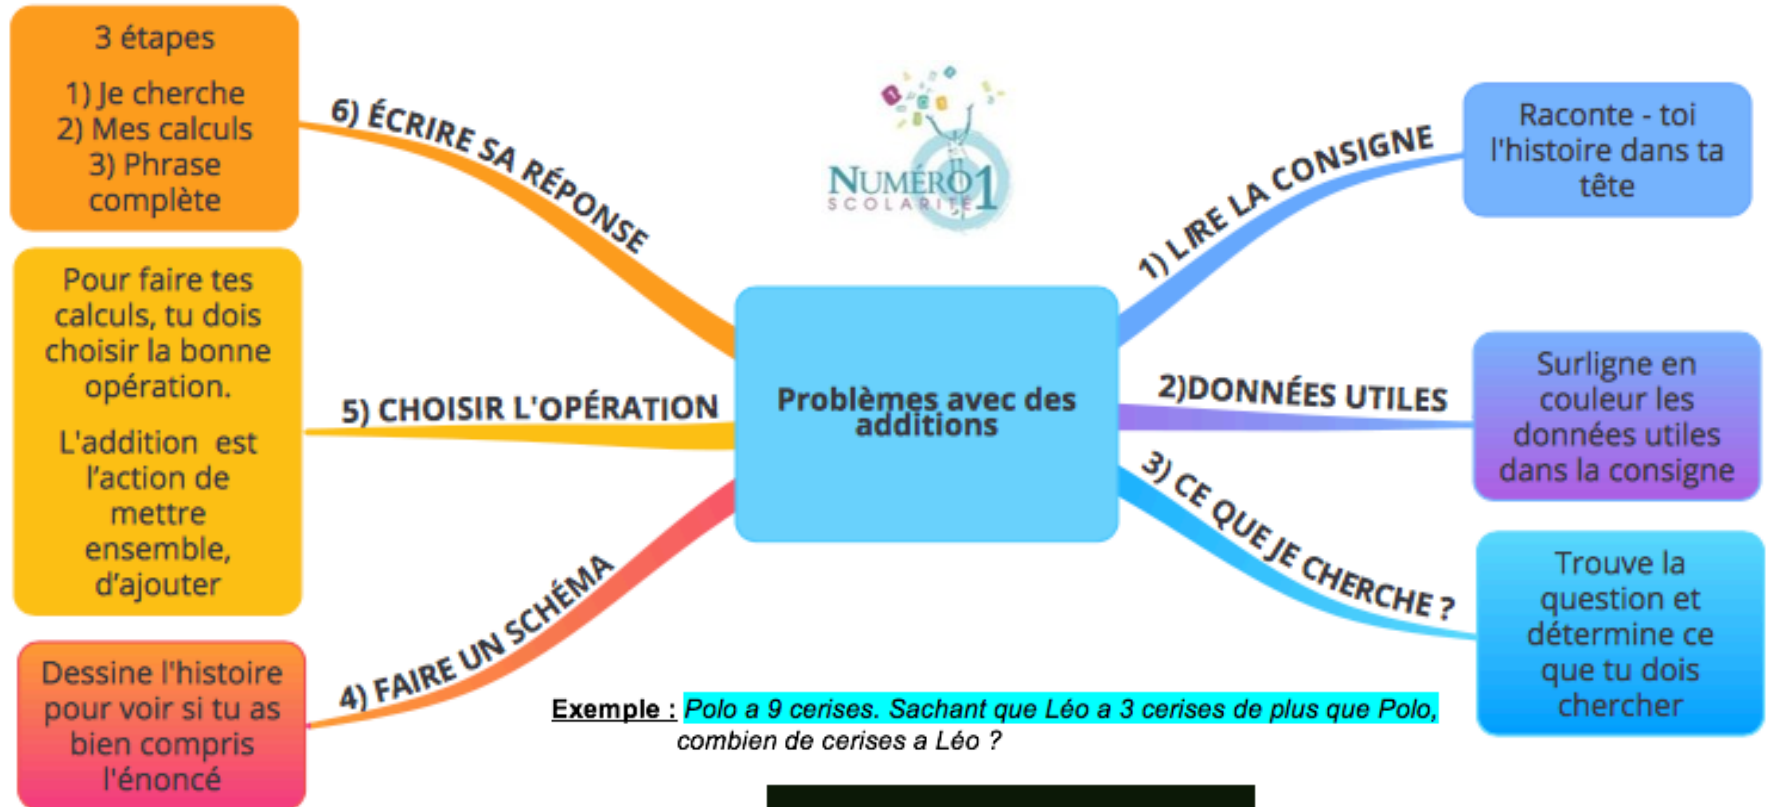 3 étapes
1) Je cherche
2) Mes calculs
3) Phrase
complète
6) ÉCRIRE SA RÉPONSE
NUMÉRO1
SCOLARITÉ
1) LIRE LA CONSIGNE
Raconte - toi
l'histoire dans ta
tête
Pour faire tes
calculs, tu dois
choisir la bonne
opération.
L'addition est
l'action de
mettre
ensemble,
d'ajouter
5) CHOISIR L'OPÉRATION
Problèmes avec des
additions
2)DONNÉES UTILES
Surligne en
couleur les
données utiles
dans la consigne
3) CE QUE JE CHERCHE ?
Trouve la
question et
détermine ce
que tu dois
chercher
4) FAIRE UN SCHÉMA
Dessine l'histoire
pour voir si tu as
bien compris
l'énoncé
Exemple : Polo a 9 cerises. Sachant que Léo a 3 cerises de plus que Polo,
combien de cerises a Léo ?